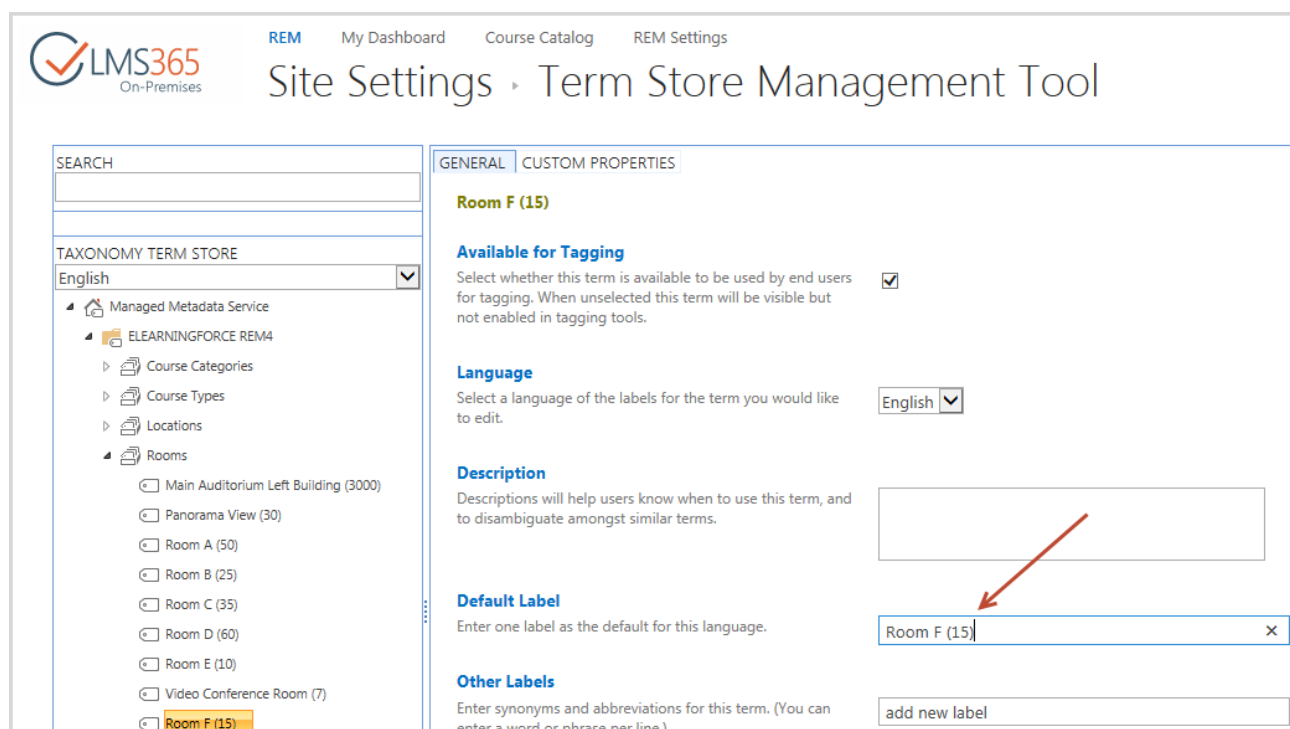 LMS365
On-Premises
REM My Dashboard Course Catalog REM Settings
Site Settings ▸ Term Store Management Tool
SEARCH
TAXONOMY TERM STORE
English
Managed Metadata Service
ELEARNINGFORCE REM4
Course Categories
Course Types
Locations
Rooms
Main Auditorium Left Building (3000)
Panorama View (30)
Room A (50)
Room B (25)
Room C (35)
Room D (60)
Room E (10)
Video Conference Room (7)
Room F (15)
GENERAL CUSTOM PROPERTIES
Room F (15)
Available for Tagging
Select whether this term is available to be used by end users
for tagging. When unselected this term will be visible but
not enabled in tagging tools.
Language
Select a language of the labels for the term you would like
to edit.
English
Description
Descriptions will help users know when to use this term, and
to disambiguate amongst similar terms.
Default Label
Enter one label as the default for this language.
Room F (15)
Other Labels
Enter synonyms and abbreviations for this term. (You can
enter a word or phrase per line.)
add new label